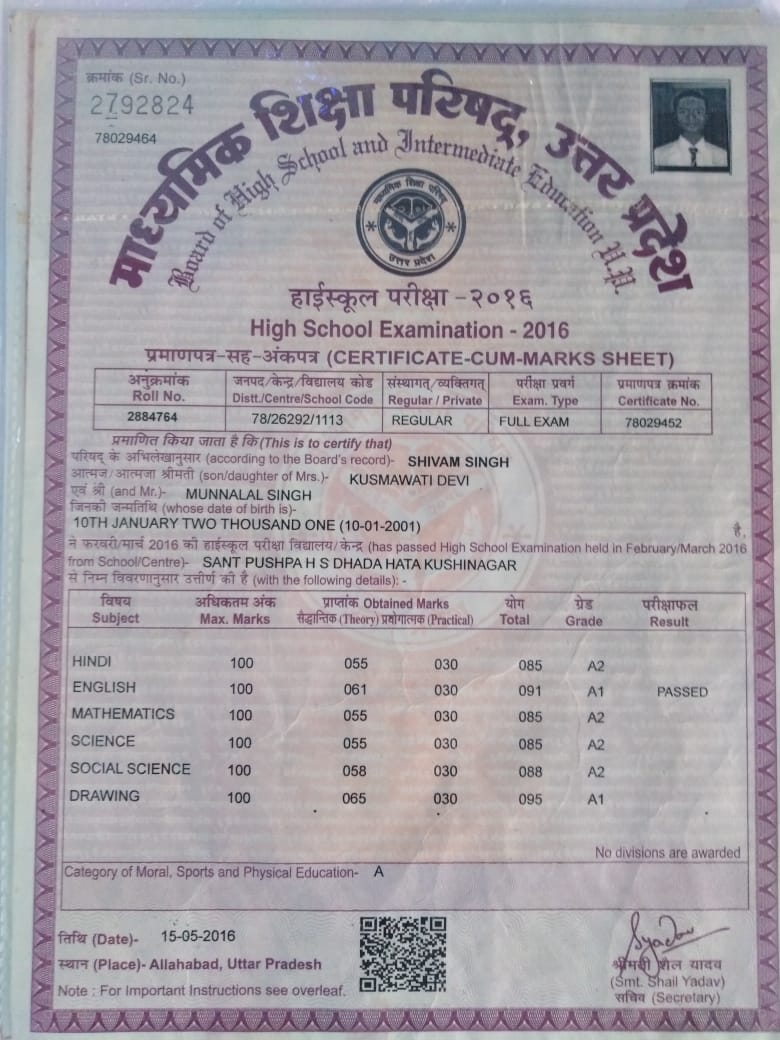 क्रमांक (Sr. No.)
2792824
78029464
माध्यमिक शिक्षा परिषद्, उत्तर प्रदेश
Board of High School and Intermediate Education U.P.
माध्यमिक शिक्षा परिषद्
उत्तर प्रदेश
हाईस्कूल परीक्षा -२०१६
High School Examination - 2016
प्रमाणपत्र-सह-अंकपत्र (CERTIFICATE-CUM-MARKS SHEET)
अनुक्रमांक जनपद/केन्द्र/विद्यालय कोड संस्थागत/व्यक्तिगत परीक्षा प्रवर्ग प्रमाणपत्र क्रमांक
Roll No. Distt./Centre/School Code Regular / Private Exam. Type Certificate No.
2884764 78/26292/1113 REGULAR FULL EXAM 78029452
प्रमाणित किया जाता है कि (This is to certify that)
परिषद् के अभिलेखानुसार (according to the Board's record)- SHIVAM SINGH
आत्मज/आत्मजा श्रीमती (son/daughter of Mrs.)- KUSMAWATI DEVI
एवं श्री (and Mr.)- MUNNALAL SINGH
जिनकी जन्मतिथि (whose date of birth is)-
10TH JANUARY TWO THOUSAND ONE (10-01-2001) है,
ने फरवरी/मार्च 2016 की हाईस्कूल परीक्षा विद्यालय/केन्द्र (has passed High School Examination held in February/March 2016
from School/Centre)- SANT PUSHPA H S DHADA HATA KUSHINAGAR
से निम्न विवरणानुसार उत्तीर्ण की है (with the following details): -
विषय अधिकतम अंक प्राप्तांक Obtained Marks योग ग्रेड परीक्षाफल
Subject Max. Marks सैद्धान्तिक (Theory) प्रयोगात्मक (Practical) Total Grade Result
HINDI 100 055 030 085 A2
ENGLISH 100 061 030 091 A1 PASSED
MATHEMATICS 100 055 030 085 A2
SCIENCE 100 055 030 085 A2
SOCIAL SCIENCE 100 058 030 088 A2
DRAWING 100 065 030 095 A1
No divisions are awarded
Category of Moral, Sports and Physical Education- A
तिथि (Date)- 15-05-2016
स्थान (Place)- Allahabad, Uttar Pradesh
Note : For Important Instructions see overleaf.
Syadav
श्रीमती शैल यादव
(Smt. Shail Yadav)
सचिव (Secretary)